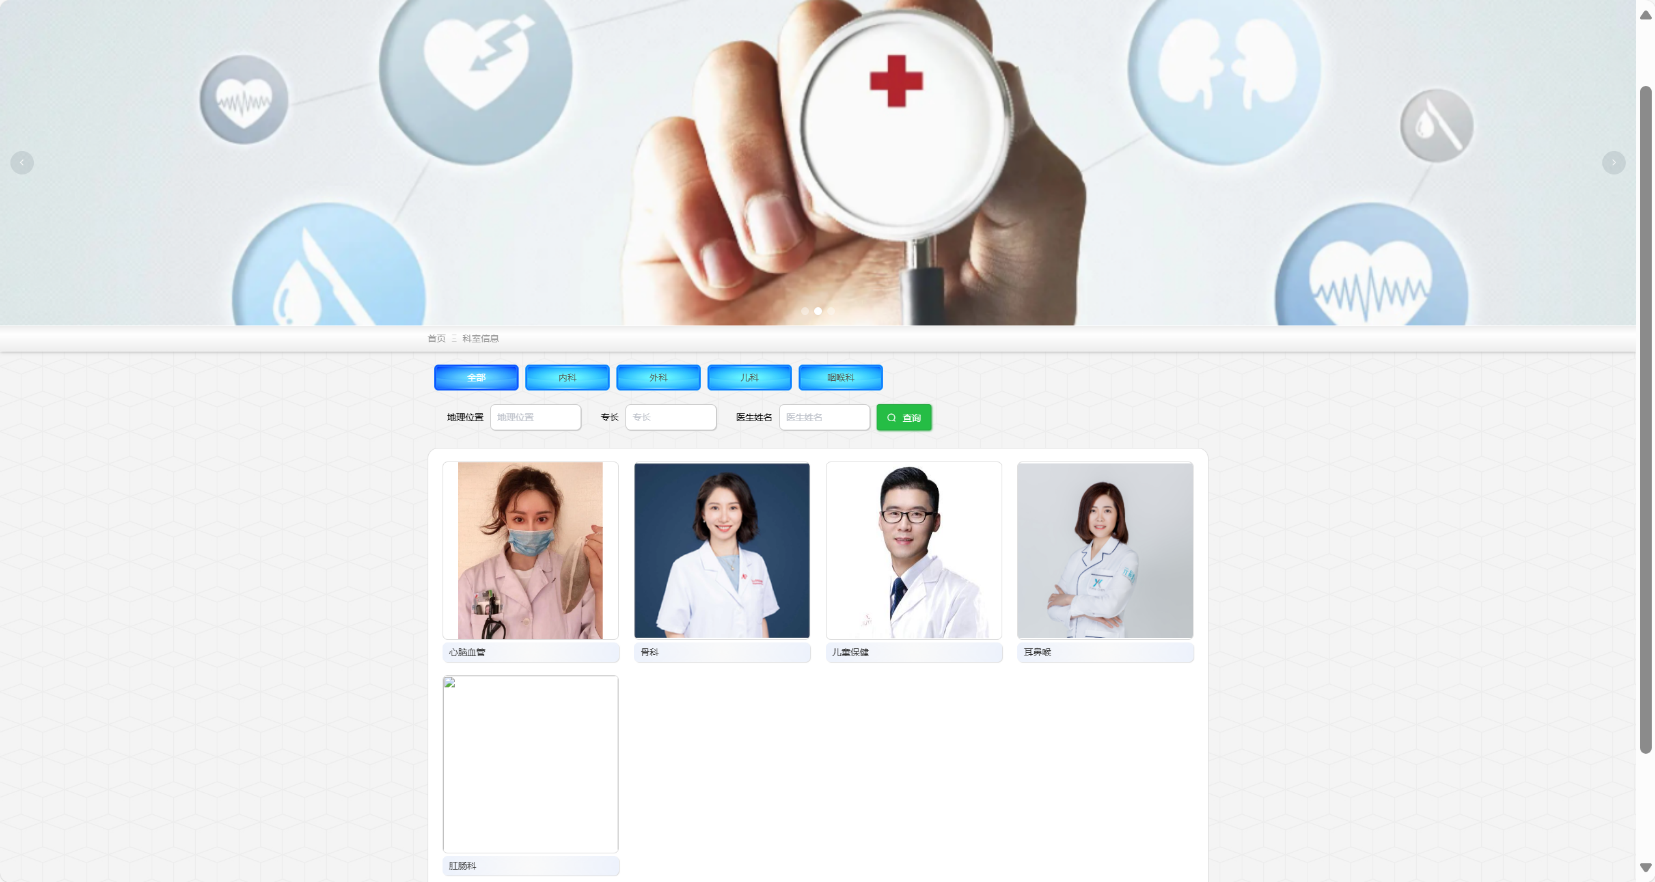 首页 三 科室信息
全部 内科 外科 儿科 咽喉科
地理位置 地理位置 专长 专长 医生姓名 医生姓名 查询
心脑血管 骨科 儿童保健 耳鼻喉
肛肠科